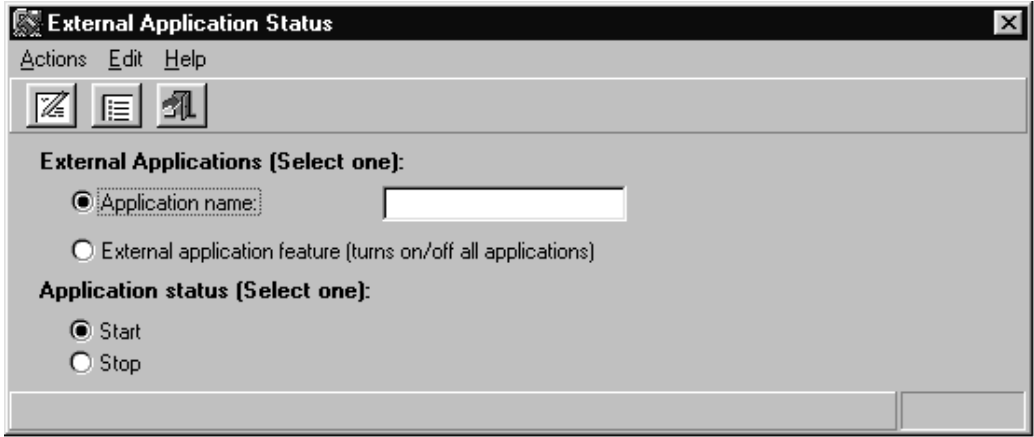 External Application Status
Actions Edit Help
External Applications (Select one):
Application name:
External application feature (turns on/off all applications)
Application status (Select one):
Start
Stop